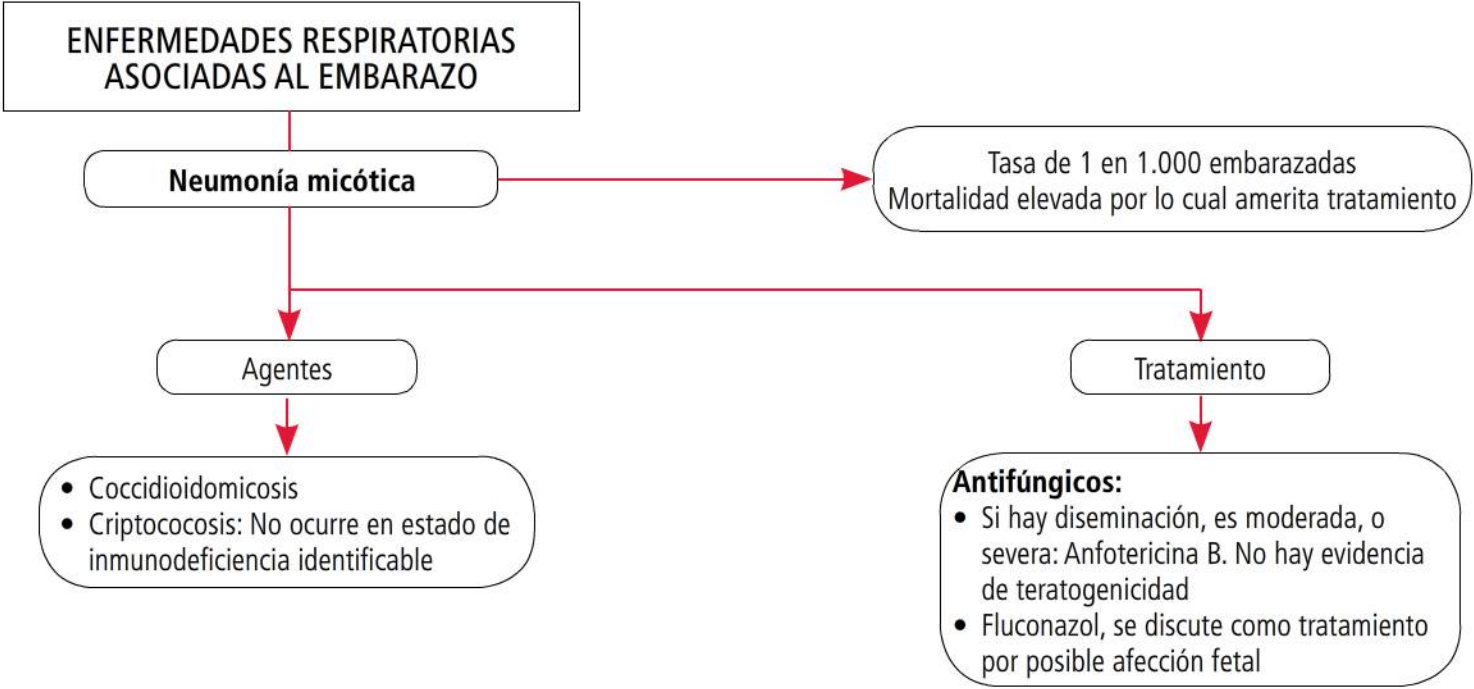 ENFERMEDADES RESPIRATORIAS
ASOCIADAS AL EMBARAZO
Neumonía micótica
Tasa de 1 en 1.000 embarazadas
Mortalidad elevada por lo cual amerita tratamiento
Agentes
Tratamiento
• Coccidioidomicosis
• Criptococosis: No ocurre en estado de
inmunodeficiencia identificable
Antifúngicos:
• Si hay diseminación, es moderada, o
severa: Anfotericina B. No hay evidencia
de teratogenicidad
• Fluconazol, se discute como tratamiento
por posible afección fetal